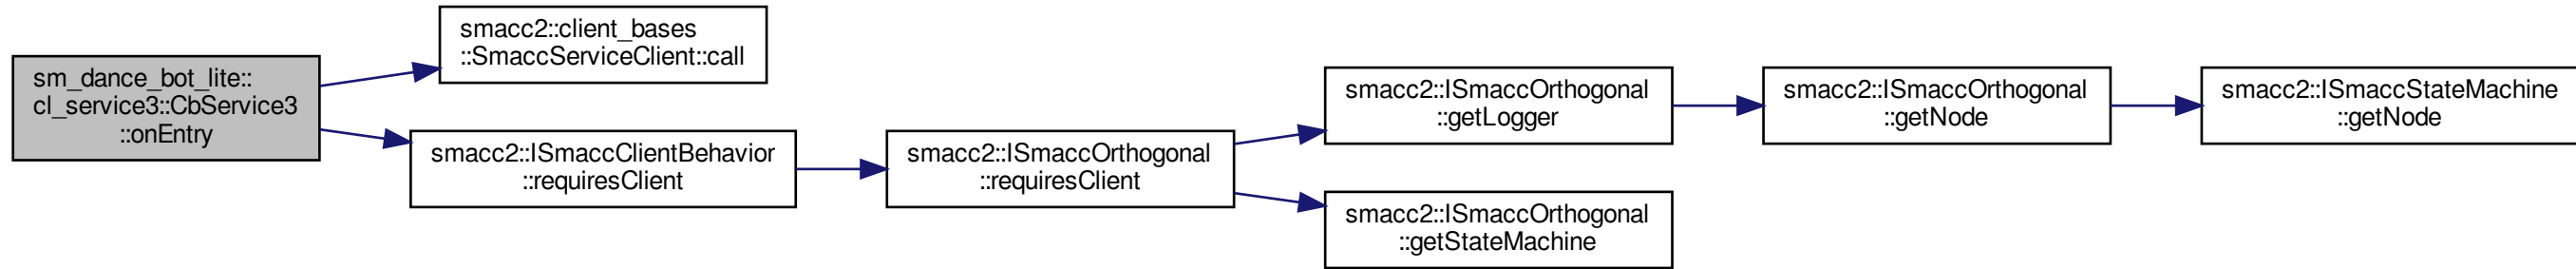 sm_dance_bot_lite::
cl_service3::CbService3
::onEntry
smacc2::client_bases
::SmaccServiceClient::call
smacc2::ISmaccClientBehavior
::requiresClient
smacc2::ISmaccOrthogonal
::requiresClient
smacc2::ISmaccOrthogonal
::getLogger
smacc2::ISmaccOrthogonal
::getNode
smacc2::ISmaccStateMachine
::getNode
smacc2::ISmaccOrthogonal
::getStateMachine